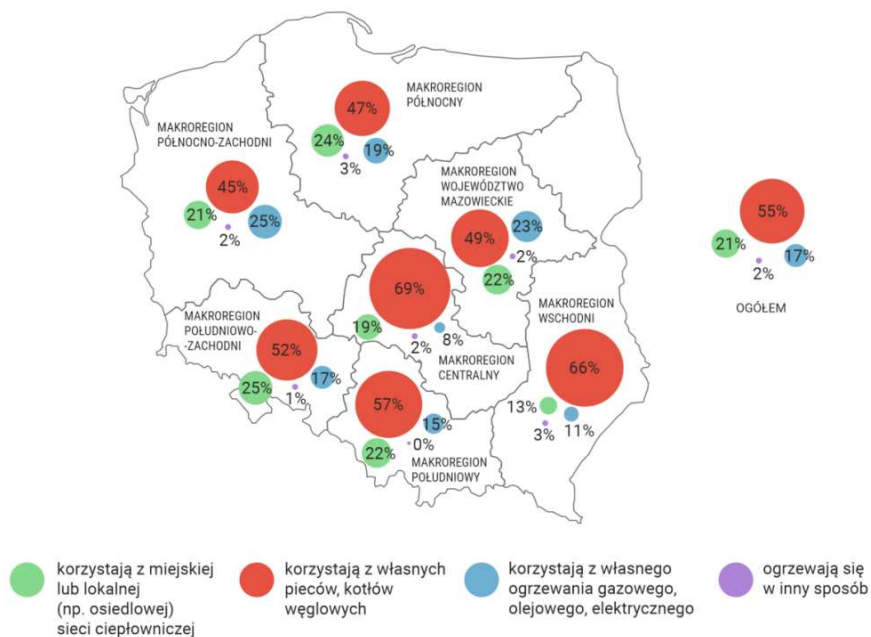 MAKROREGION
PÓŁNOCNY
47%
24%
19%
3%
MAKROREGION
PÓŁNOCNO-ZACHODNI
45%
21%
25%
2%
MAKROREGION
WOJEWÓDZTWO
MAZOWIECKIE
49%
23%
2%
22%
55%
21%
17%
2%
OGÓŁEM
69%
19%
8%
2%
MAKROREGION
CENTRALNY
MAKROREGION
WSCHODNI
66%
13%
11%
3%
MAKROREGION
POŁUDNIOWO-
-ZACHODNI
52%
25%
17%
1%
57%
15%
22%
0%
MAKROREGION
POŁUDNIOWY
korzystają z miejskiej
lub lokalnej
(np. osiedlowej)
sieci ciepłowniczej
korzystają z własnych
pieców, kotłów
węglowych
korzystają z własnego
ogrzewania gazowego,
olejowego, elektrycznego
ogrzewają się
w inny sposób